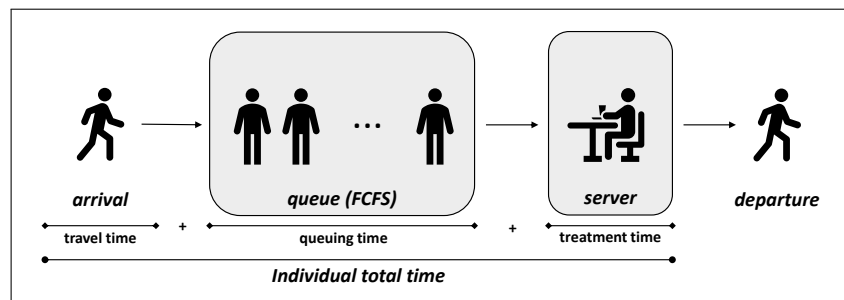 ...
arrival
queue (FCFS)
server
departure
travel time
+
queuing time
+
treatment time
Individual total time